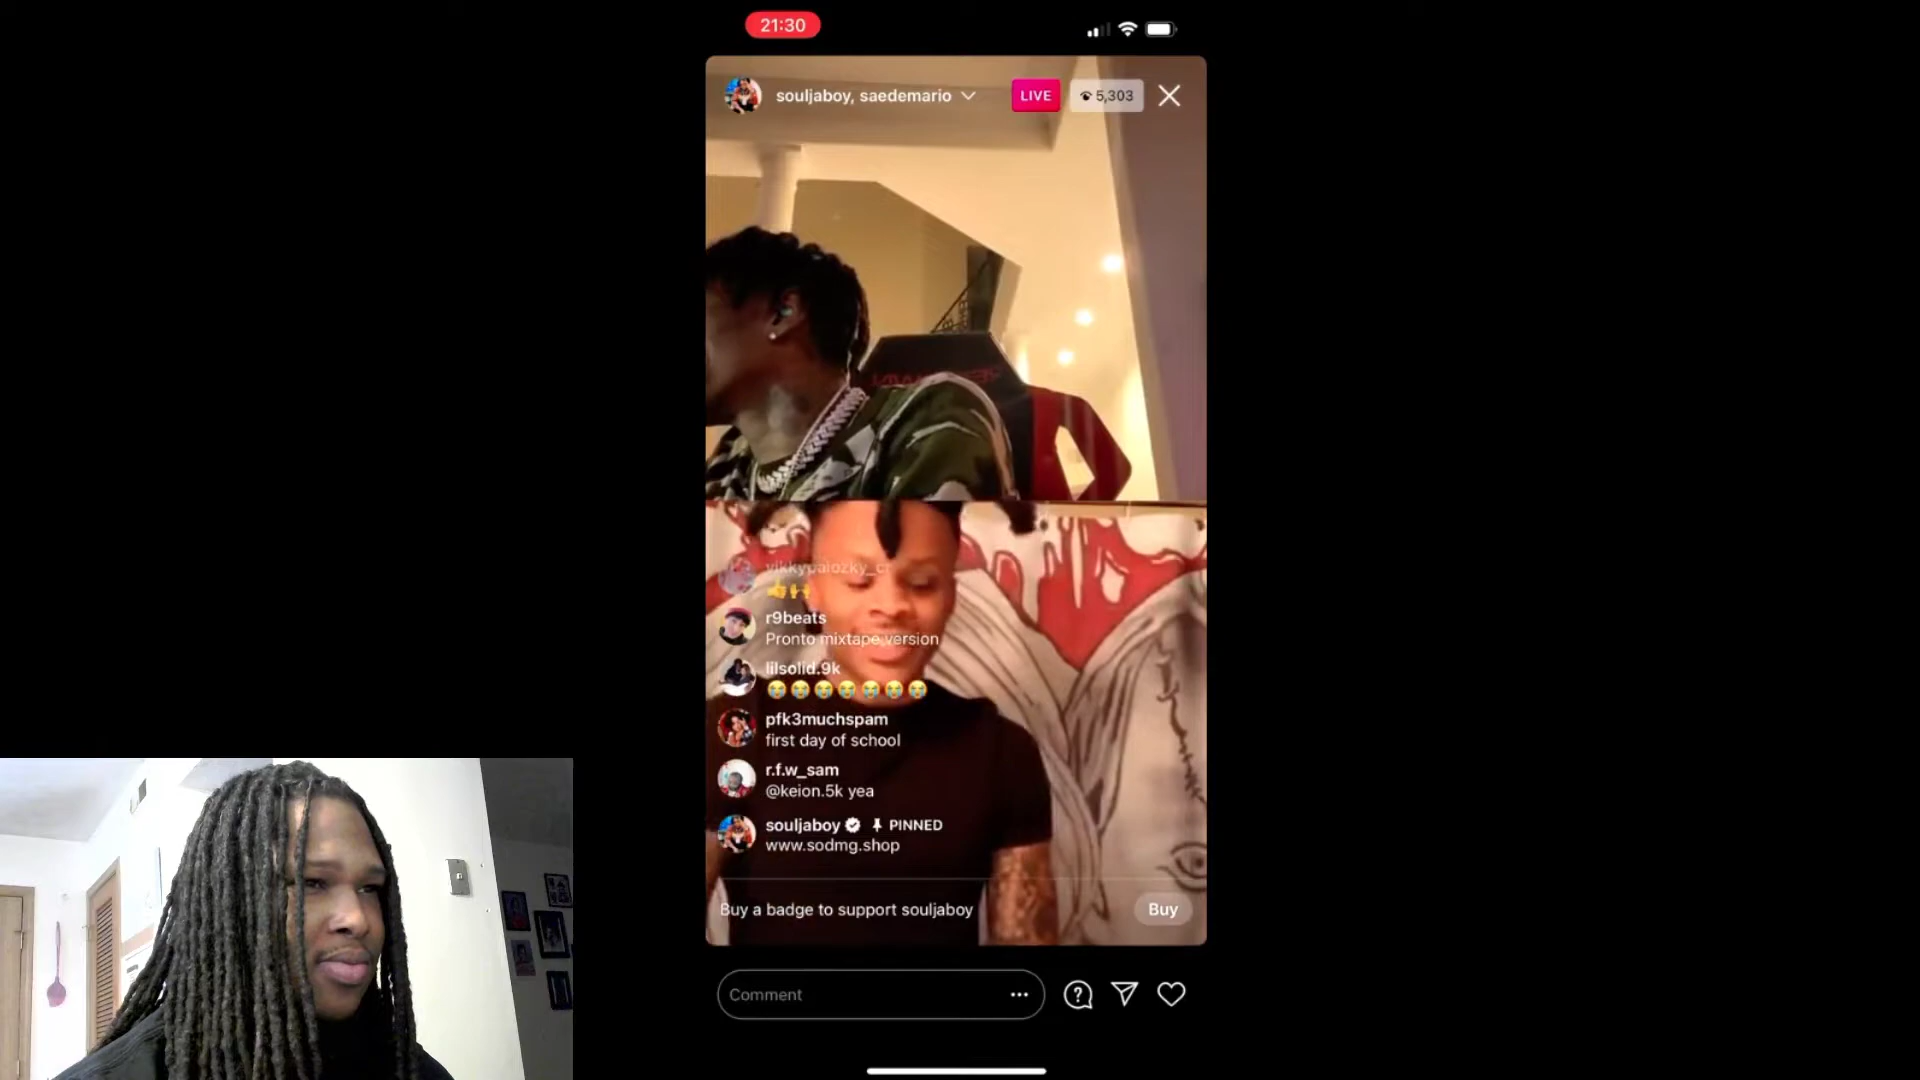 21:30
souljaboy, saedemario
LIVE
5,303
vikkypalozky_cr
r9beats
Pronto mixtape version
lilsolid.9k
😭😭😭😭😭😭😭
pfk3muchspam
first day of school
r.f.w_sam
@keion.5k yea
souljaboy PINNED
www.sodmg.shop
Buy a badge to support souljaboy
Buy
Comment